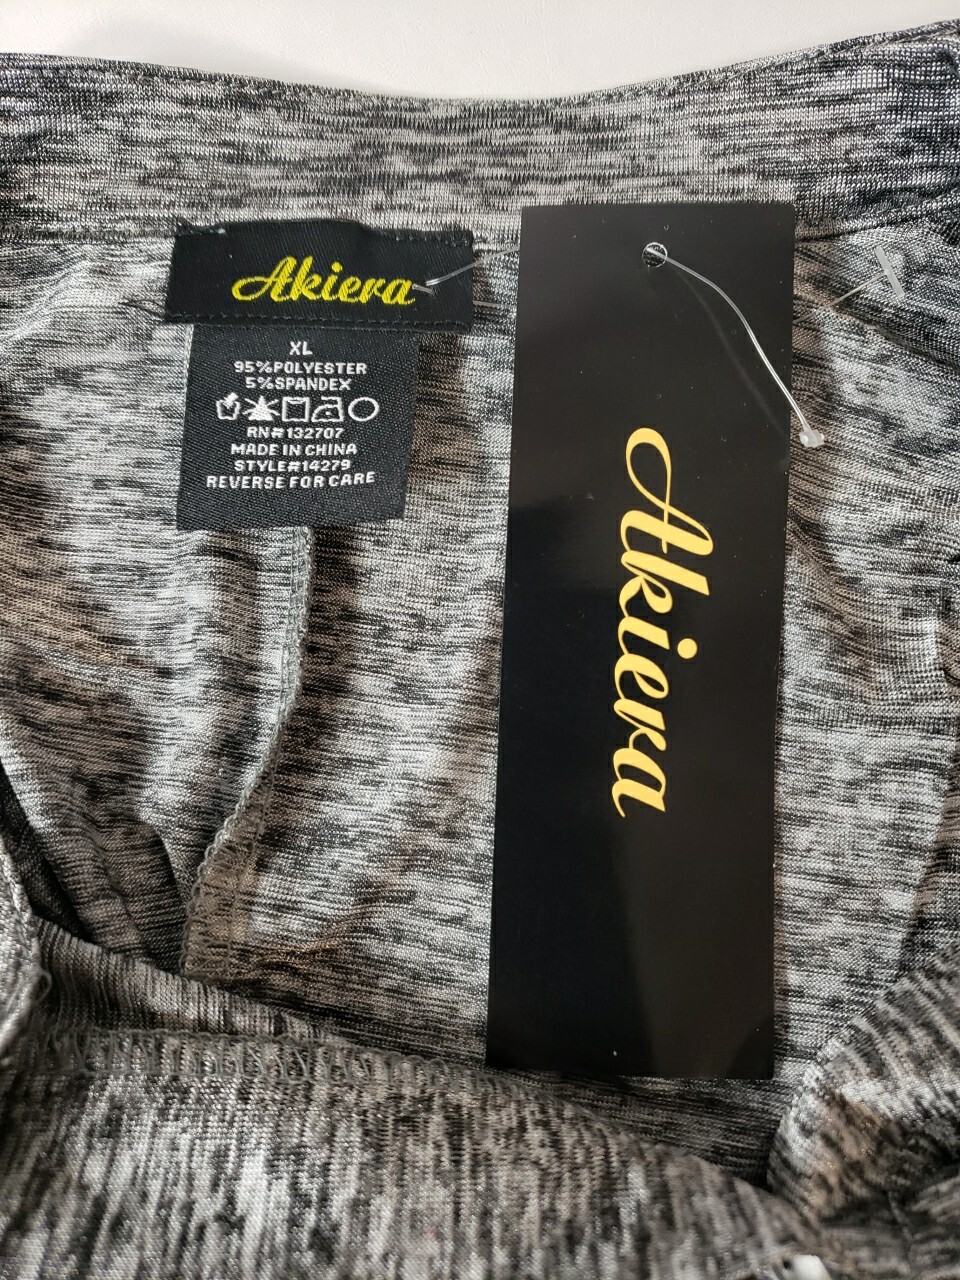 Akiera
XL
95%POLYESTER
5%SPANDEX
RN#132707
MADE IN CHINA
STYLE#14279
REVERSE FOR CARE
Akiera